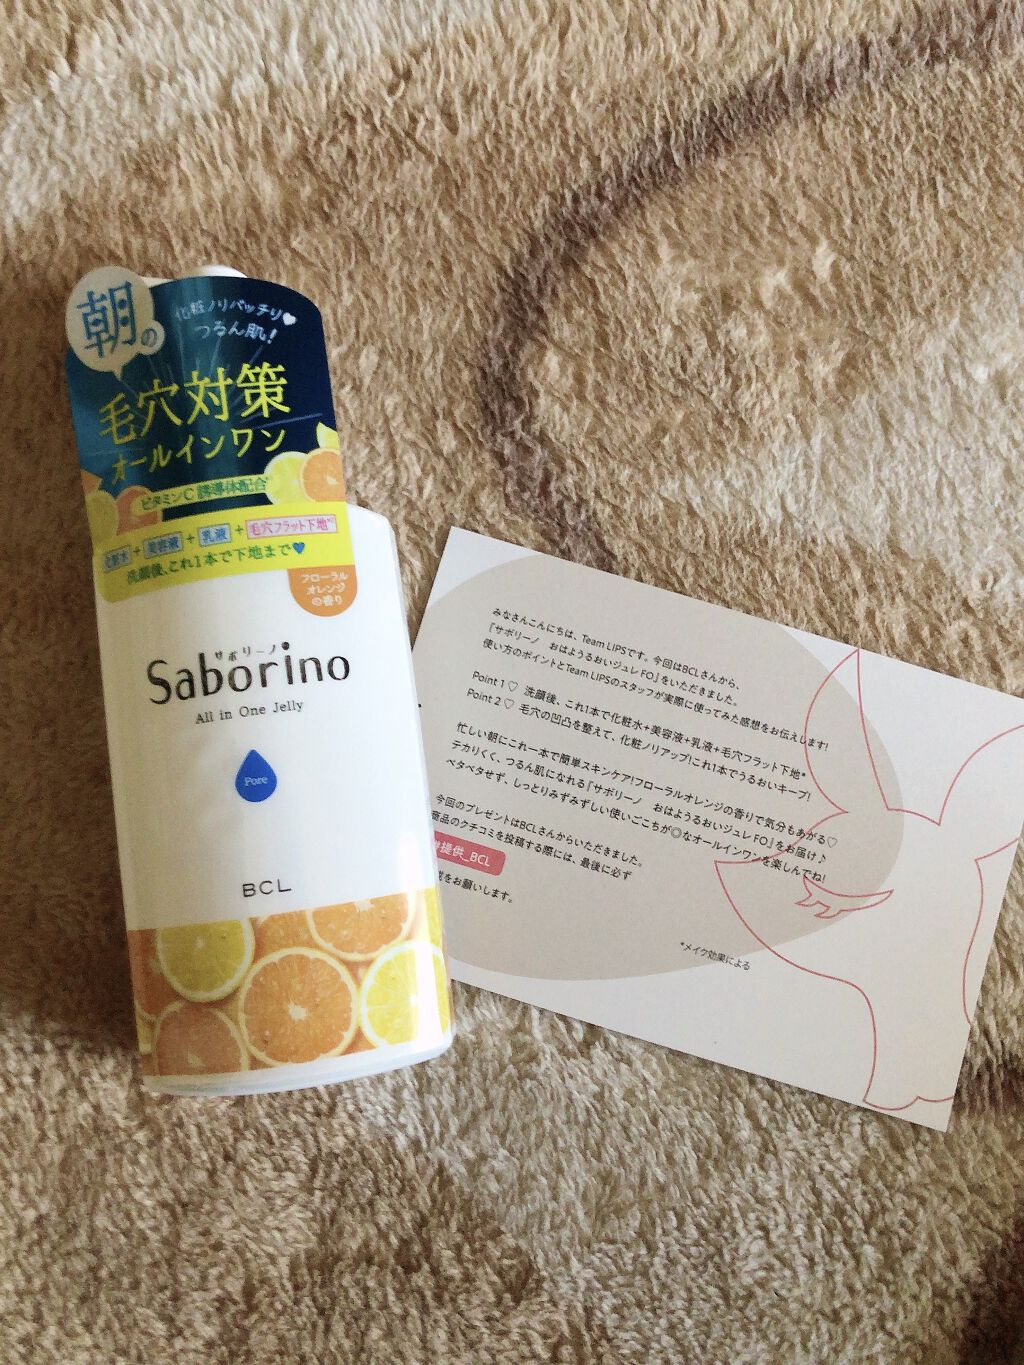 朝の
化粧ノリバッチリ♥
つるん肌!
毛穴対策
オールインワン
ビタミンC誘導体配合
化粧水+美容液+乳液+毛穴フラット下地*
洗顔後、これ1本で下地まで♥
フローラル
オレンジ
の香り
サボリーノ
Saborino
All in One Jelly
Pore
BCL
みなさんこんにちは、Team LIPSです。今回はBCLさんから、
『サボリーノ おはようるおいジュレ FO』をいただきました。
使い方のポイントとTeam LIPSのスタッフが実際に使ってみた感想をお伝えします!
Point 1♡ 洗顔後、これ1本で化粧水+美容液+乳液+毛穴フラット下地*
Point 2♡ 毛穴の凹凸を整えて、化粧ノリアップ!これ1本でうるおいキープ!
忙しい朝にこれ一本で簡単スキンケア!フローラルオレンジの香りで気分もあがる♡
テカりにくく、つるん肌になれる『サボリーノ おはようるおいジュレ FO』をお届け♪
ベタベタせず、しっとりみずみずしい使いごこちが◎なオールインワンを楽しんでね!
今回のプレゼントはBCLさんからいただきました。
商品のクチコミを投稿する際には、最後に必ず
#提供_BCL
をお願いします。
*メイク効果による